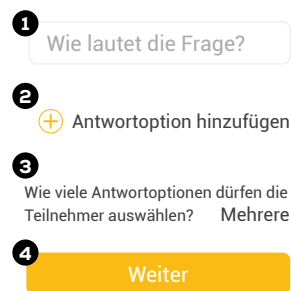 1
Wie lautet die Frage?
2
Antwortoption hinzufügen
3
Wie viele Antwortoptionen dürfen die
Teilnehmer auswählen? Mehrere
4
Weiter